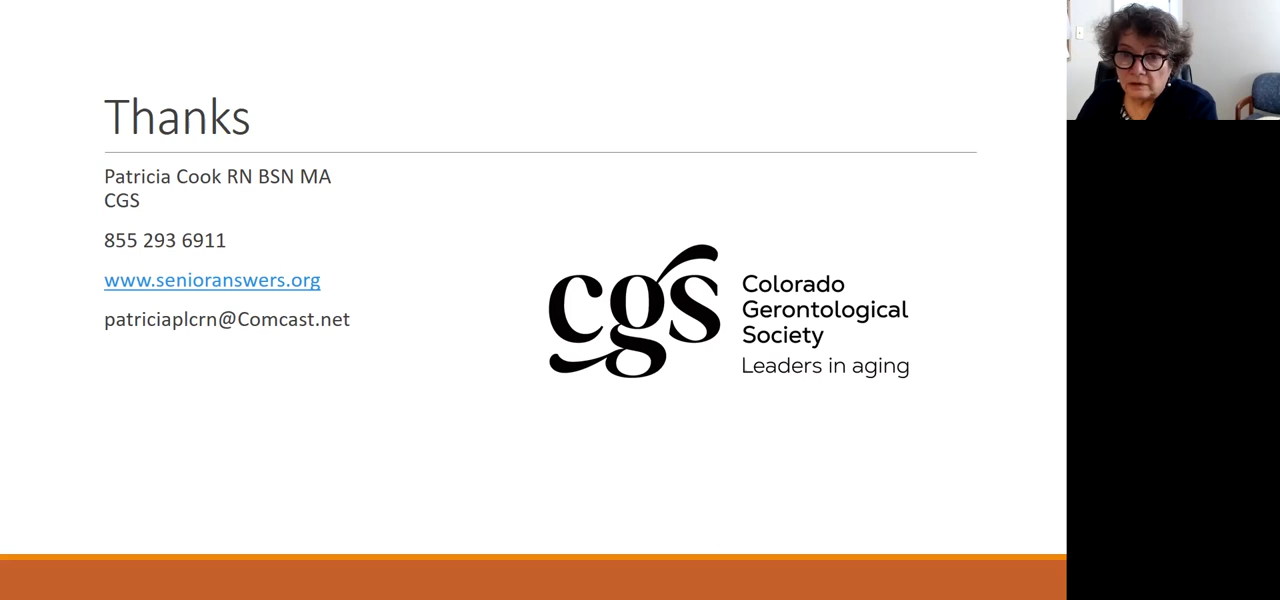 Thanks
Patricia Cook RN BSN MA
CGS
855 293 6911
www.senioranswers.org
patriciaplcrn@Comcast.net
cgs
Colorado
Gerontological
Society
Leaders in aging